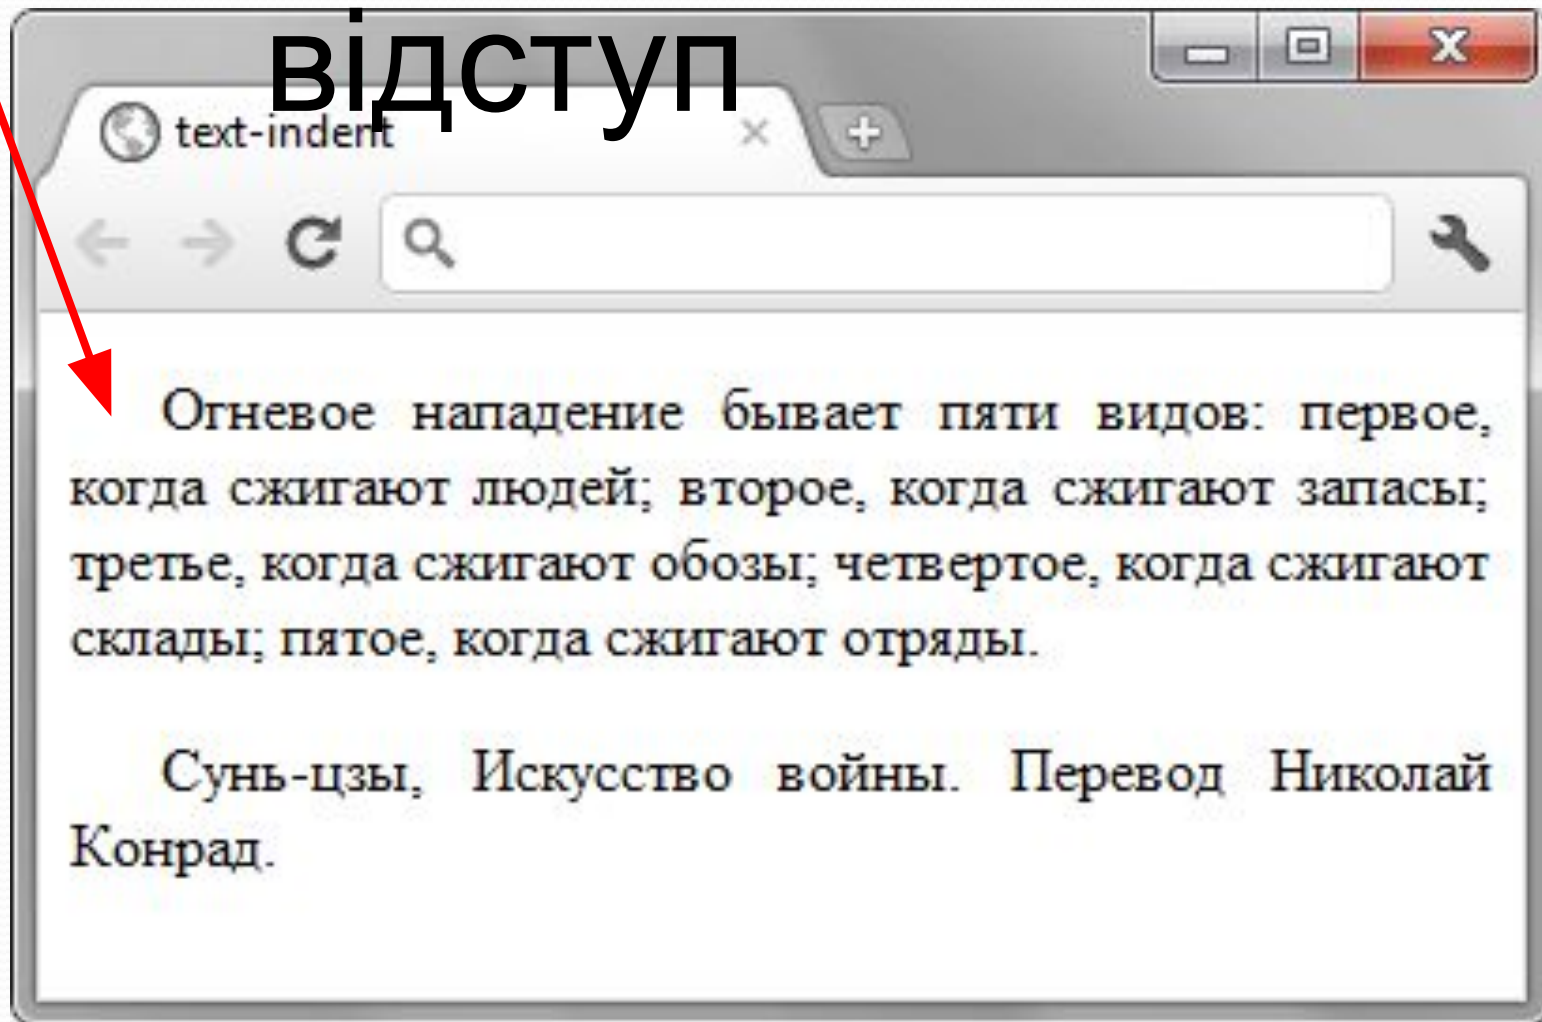 відступ
text-indent
Огневое нападение бывает пяти видов: первое,
когда сжигают людей; второе, когда сжигают запасы;
третье, когда сжигают обозы; четвертое, когда сжигают
склады; пятое, когда сжигают отряды.
Сунь-цзы, Искусство войны. Перевод Николай
Конрад.